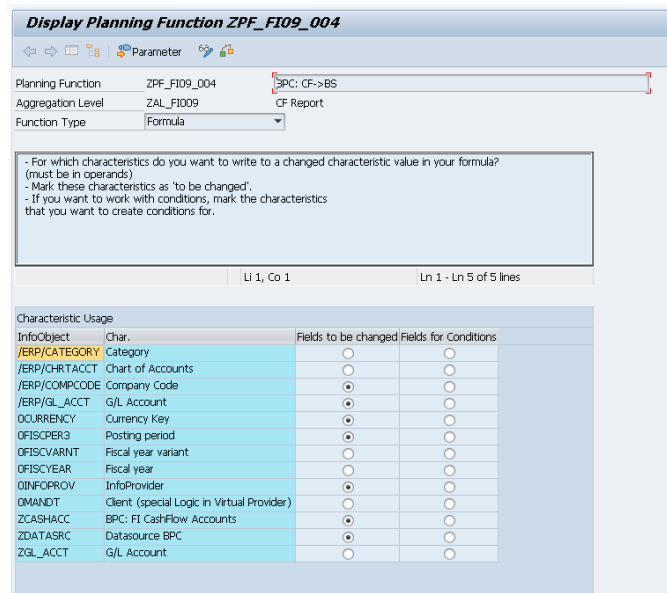 Display Planning Function ZPF_FI09_004
Parameter
Planning Function ZPF_FI09_004 BPC: CF->BS
Aggregation Level ZAL_FI009 CF Report
Function Type Formula
- For which characteristics do you want to write to a changed characteristic value in your formula?
(must be in operands)
- Mark these characteristics as 'to be changed'.
- If you want to work with conditions, mark the characteristics
that you want to create conditions for.
Li 1, Co 1 Ln 1 - Ln 5 of 5 lines
Characteristic Usage
InfoObject Char. Fields to be changed Fields for Conditions
/ERP/CATEGORY Category
/ERP/CHRTACCT Chart of Accounts
/ERP/COMPCODE Company Code
/ERP/GL_ACCT G/L Account
0CURRENCY Currency Key
0FISCPER3 Posting period
0FISCVARNT Fiscal year variant
0FISCYEAR Fiscal year
0INFOPROV InfoProvider
0MANDT Client (special Logic in Virtual Provider)
ZCASHACC BPC: FI CashFlow Accounts
ZDATASRC Datasource BPC
ZGL_ACCT G/L Account